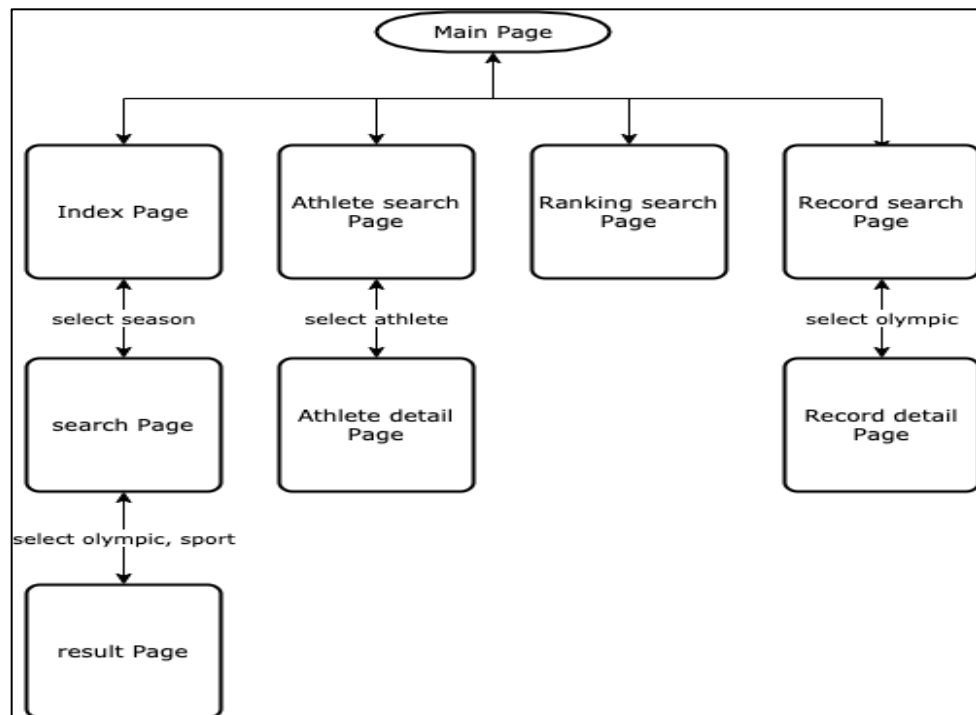 Main Page
Index Page
Athlete search
Page
Ranking search
Page
Record search
Page
select season
select athlete
select olympic
search Page
Athlete detail
Page
Record detail
Page
select olympic, sport
result Page